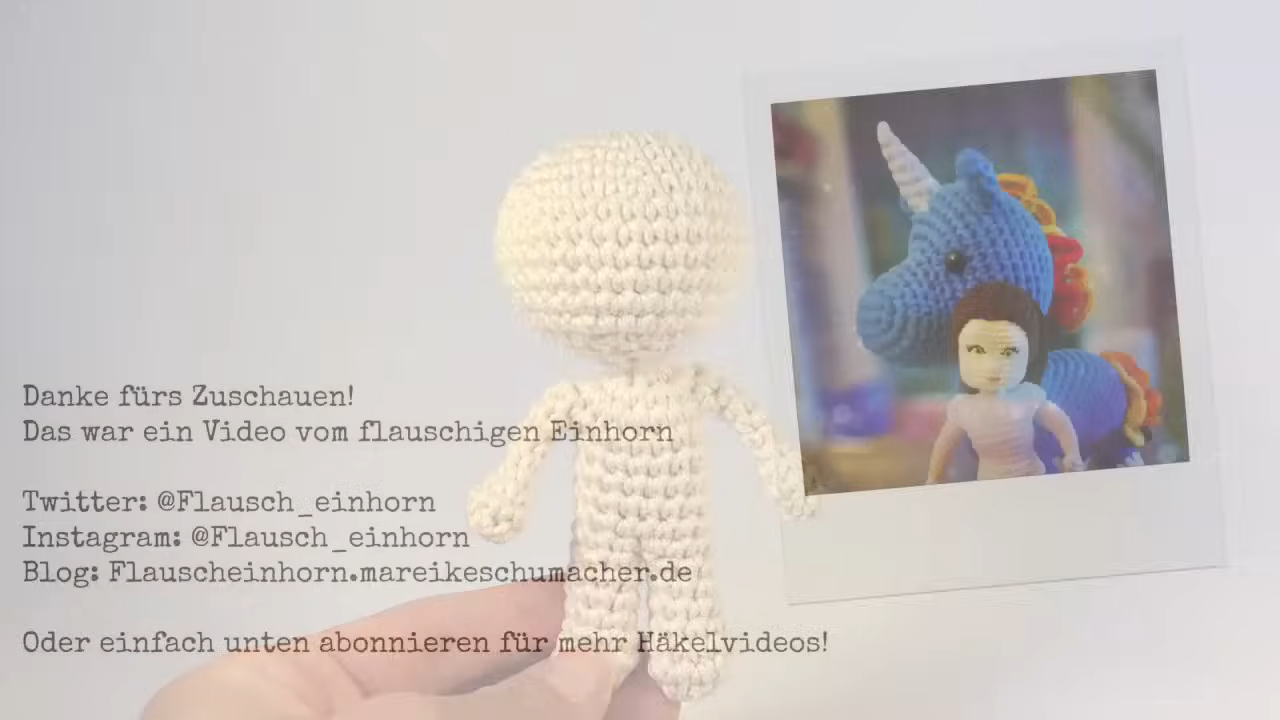 Danke fürs Zuschauen!
Das war ein Video vom flauschigen Einhorn
Twitter: @Flausch_einhorn
Instagram: @Flausch_einhorn
Blog: Flauscheinhorn.mareikeschumacher.de
Oder einfach unten abonnieren für mehr Häkelvideos!